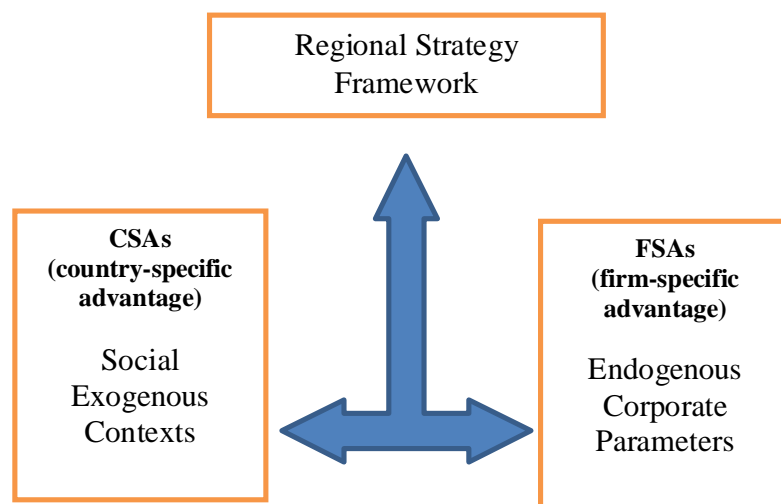 Regional Strategy
Framework
CSAs
(country-specific
advantage)
Social
Exogenous
Contexts
FSAs
(firm-specific
advantage)
Endogenous
Corporate
Parameters